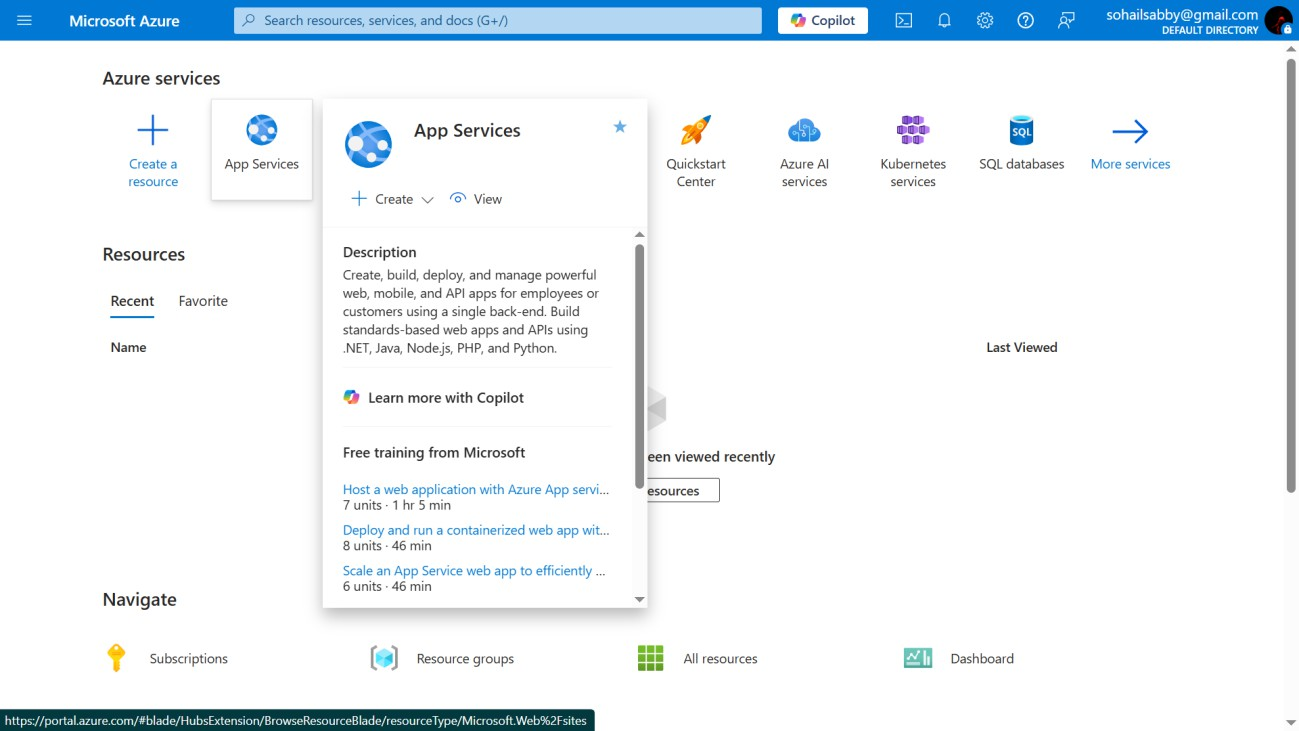 Microsoft Azure
Search resources, services, and docs (G+/)
Copilot
sohailsabby@gmail.com
DEFAULT DIRECTORY
Azure services
Create a
resource
App Services
App Services
Create
View
Description
Create, build, deploy, and manage powerful
web, mobile, and API apps for employees or
customers using a single back-end. Build
standards-based web apps and APIs using
.NET, Java, Node.js, PHP, and Python.
Learn more with Copilot
Free training from Microsoft
Host a web application with Azure App servi...
7 units · 1 hr 5 min
Deploy and run a containerized web app wit...
8 units · 46 min
Scale an App Service web app to efficiently ...
6 units · 46 min
Quickstart
Center
Azure AI
services
Kubernetes
services
SQL
SQL databases
More services
Resources
Recent
Favorite
Name
Last Viewed
een viewed recently
esources
Navigate
Subscriptions
Resource groups
All resources
Dashboard
https://portal.azure.com/#blade/HubsExtension/BrowseResourceBlade/resourceType/Microsoft.Web%2Fsites